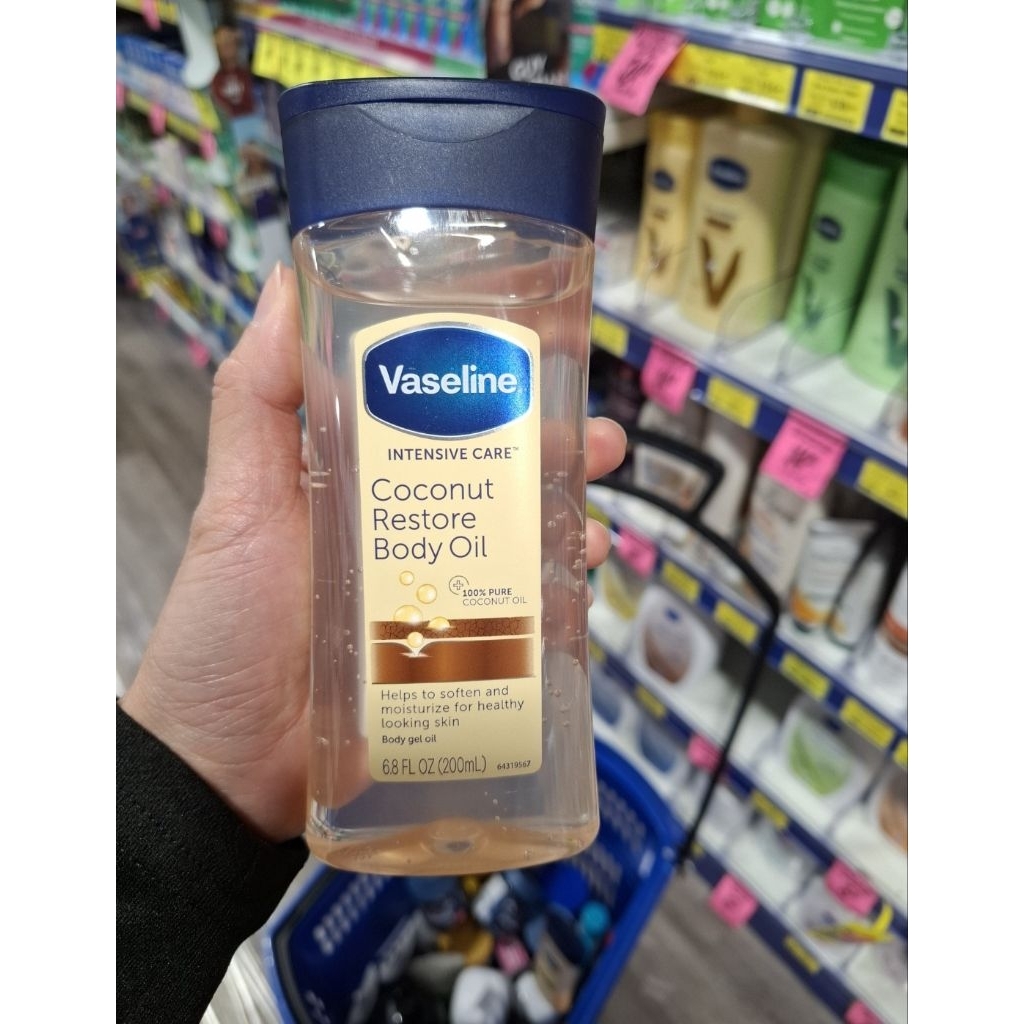 Vaseline
INTENSIVE CARE™
Coconut
Restore
Body Oil
100% PURE
COCONUT OIL
Helps to soften and
moisturize for healthy
looking skin
Body gel oil
6.8 FL OZ (200mL) 64319567